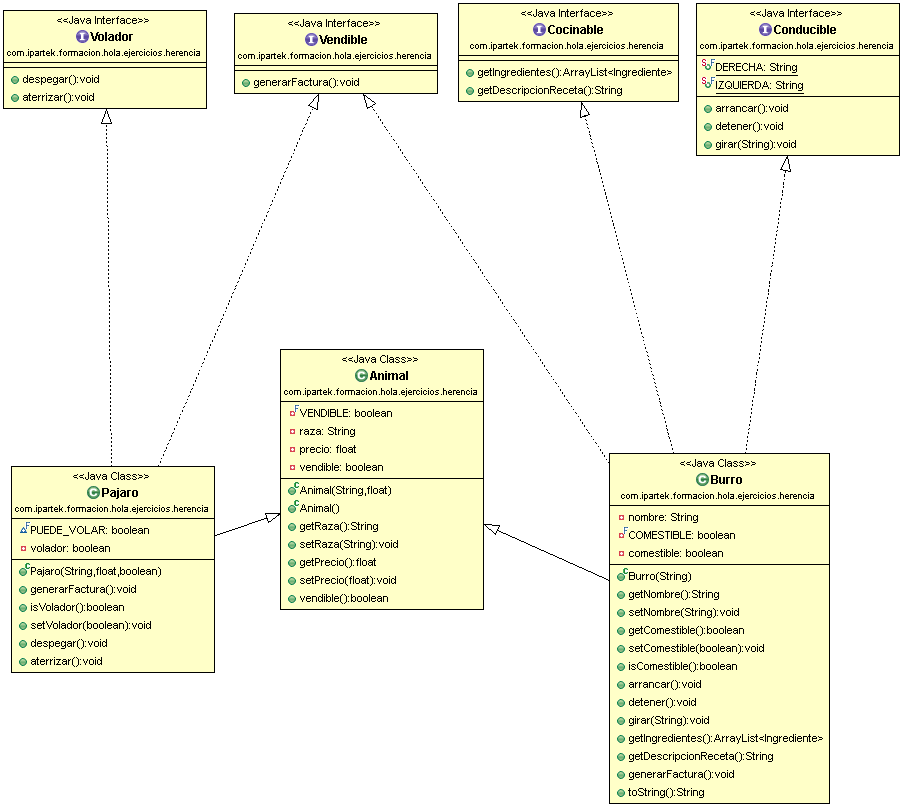 <<Java Interface>>
Volador
com.ipartek.formacion.hola.ejercicios.herencia
despegar():void
aterrizar():void
<<Java Interface>>
Vendible
com.ipartek.formacion.hola.ejercicios.herencia
generarFactura():void
<<Java Interface>>
Cocinable
com.ipartek.formacion.hola.ejercicios.herencia
getIngredientes():ArrayList<Ingrediente>
getDescripcionReceta():String
<<Java Interface>>
Conducible
com.ipartek.formacion.hola.ejercicios.herencia
DERECHA: String
IZQUIERDA: String
arrancar():void
detener():void
girar(String):void
<<Java Class>>
Animal
com.ipartek.formacion.hola.ejercicios.herencia
VENDIBLE: boolean
raza: String
precio: float
vendible: boolean
Animal(String,float)
Animal()
getRaza():String
setRaza(String):void
getPrecio():float
setPrecio(float):void
vendible():boolean
<<Java Class>>
Pajaro
com.ipartek.formacion.hola.ejercicios.herencia
PUEDE_VOLAR: boolean
volador: boolean
Pajaro(String,float,boolean)
generarFactura():void
isVolador():boolean
setVolador(boolean):void
despegar():void
aterrizar():void
<<Java Class>>
Burro
com.ipartek.formacion.hola.ejercicios.herencia
nombre: String
COMESTIBLE: boolean
comestible: boolean
Burro(String)
getNombre():String
setNombre(String):void
getComestible():boolean
setComestible(boolean):void
isComestible():boolean
arrancar():void
detener():void
girar(String):void
getIngredientes():ArrayList<Ingrediente>
getDescripcionReceta():String
generarFactura():void
toString():String